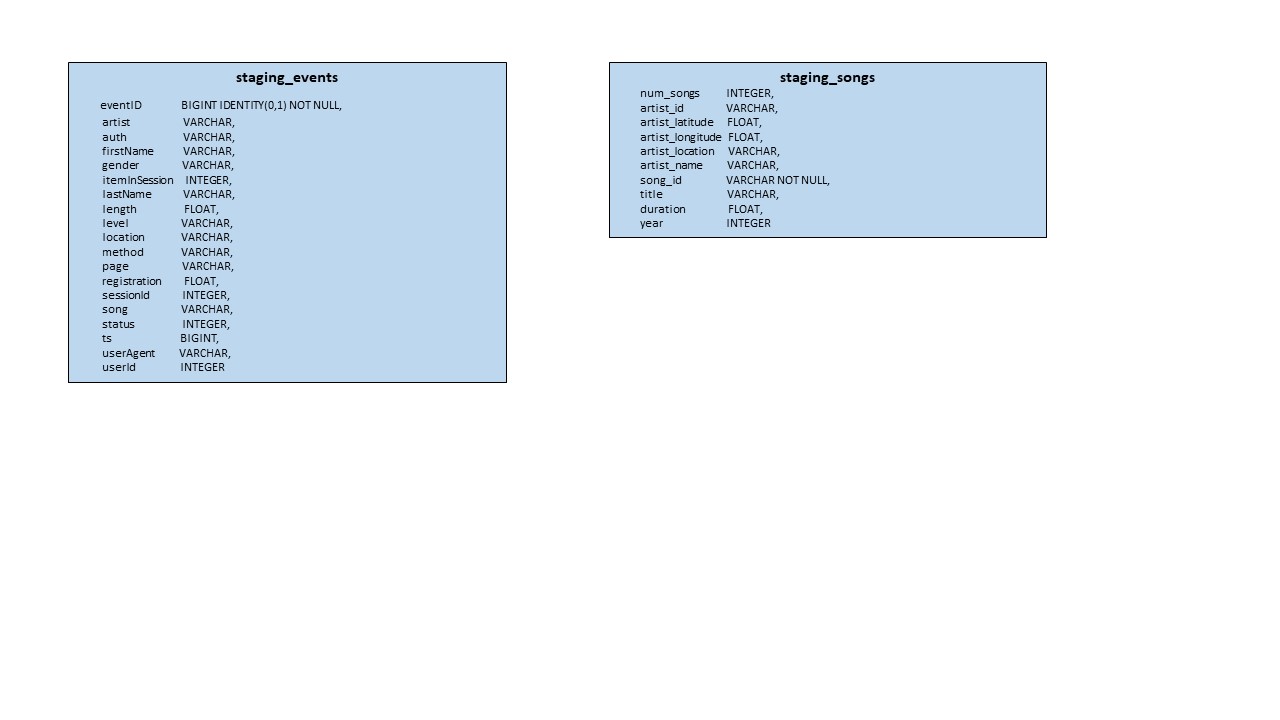 staging_events
eventID BIGINT IDENTITY(0,1) NOT NULL,
artist VARCHAR,
auth VARCHAR,
firstName VARCHAR,
gender VARCHAR,
itemInSession INTEGER,
lastName VARCHAR,
length FLOAT,
level VARCHAR,
location VARCHAR,
method VARCHAR,
page VARCHAR,
registration FLOAT,
sessionId INTEGER,
song VARCHAR,
status INTEGER,
ts BIGINT,
userAgent VARCHAR,
userId INTEGER
staging_songs
num_songs INTEGER,
artist_id VARCHAR,
artist_latitude FLOAT,
artist_longitude FLOAT,
artist_location VARCHAR,
artist_name VARCHAR,
song_id VARCHAR NOT NULL,
title VARCHAR,
duration FLOAT,
year INTEGER